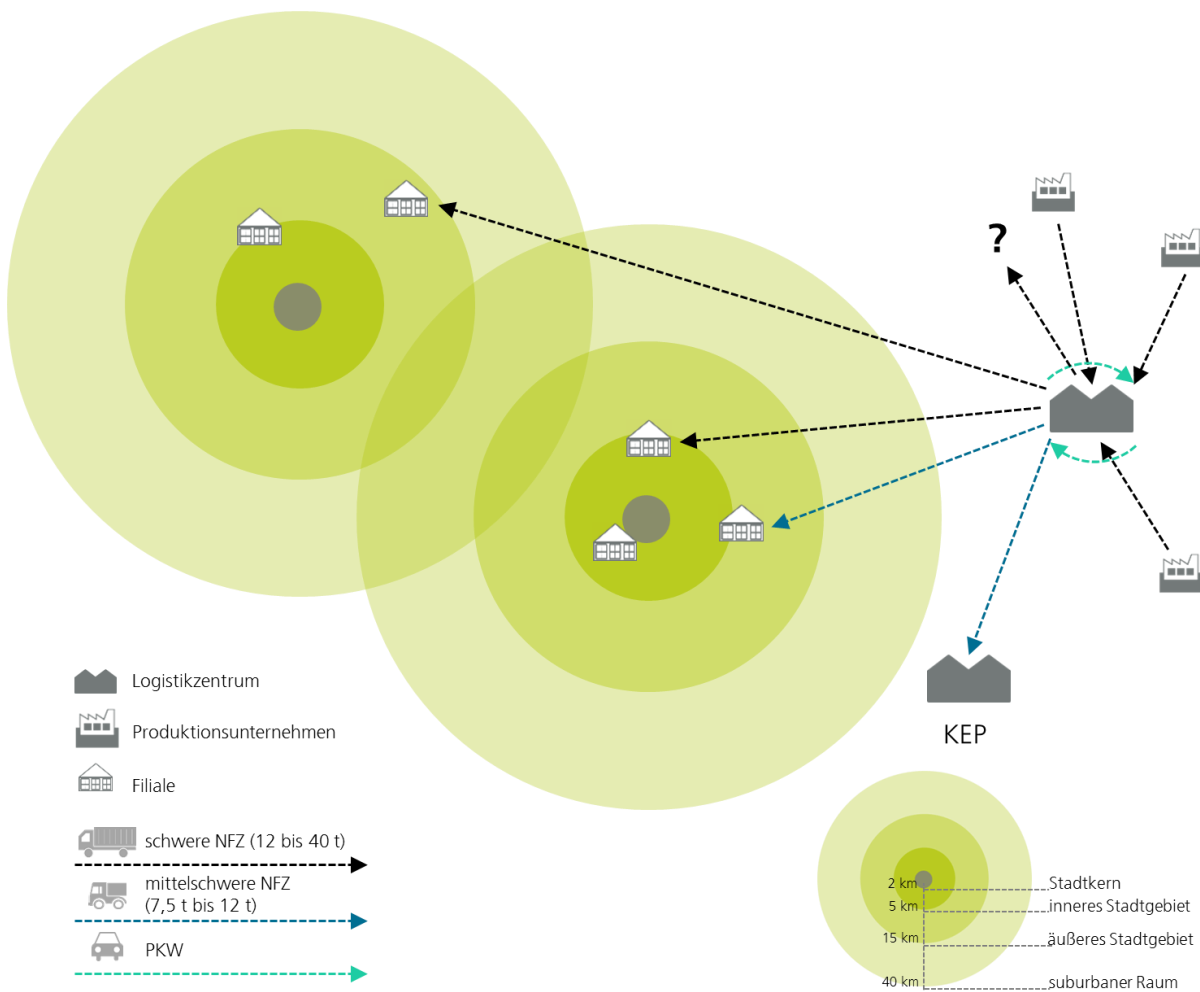 ?
KEP
Logistikzentrum
Produktionsunternehmen
Filiale
schwere NFZ (12 bis 40 t)
mittelschwere NFZ
(7,5 t bis 12 t)
PKW
2 km
Stadtkern
5 km
inneres Stadtgebiet
15 km
äußeres Stadtgebiet
40 km
suburbaner Raum